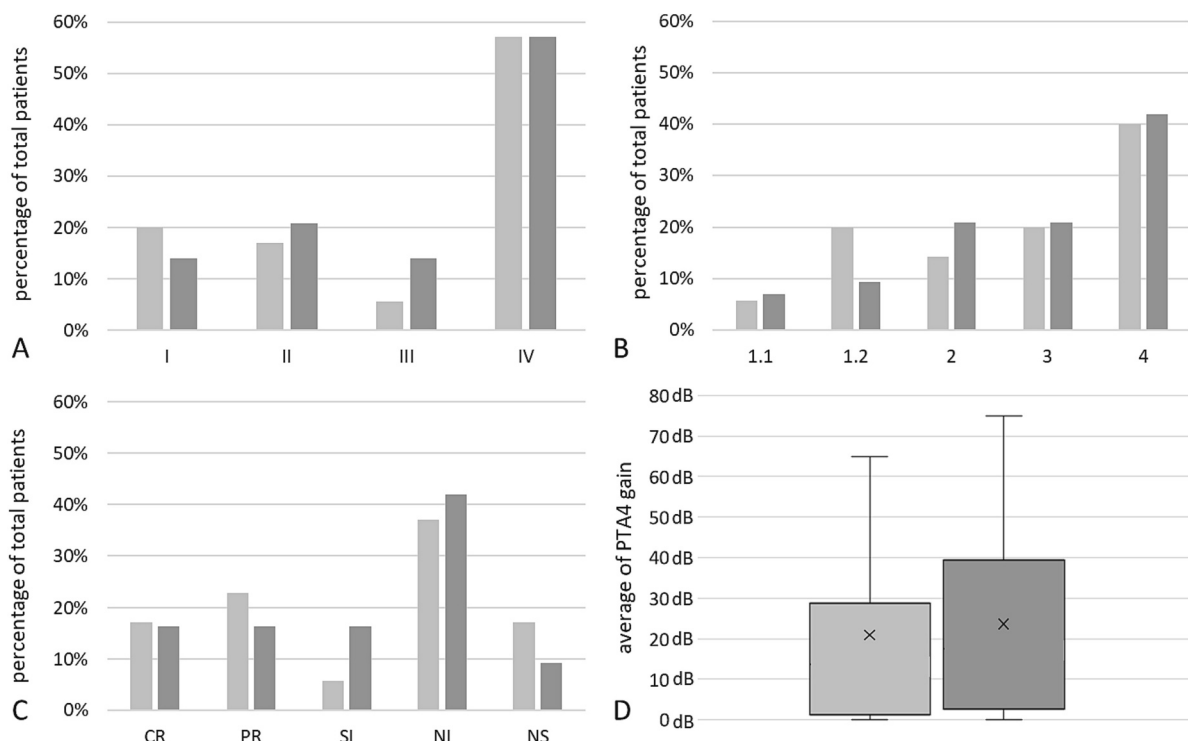 60%
50%
40%
30%
20%
10%
0%
percentage of total patients
I II III IV
A
60%
50%
40%
30%
20%
10%
0%
percentage of total patients
1.1 1.2 2 3 4
B
60%
50%
40%
30%
20%
10%
0%
percentage of total patients
CR PR SI NI NS
C
80 dB
70 dB
60 dB
50 dB
40 dB
30 dB
20 dB
10 dB
0 dB
average of PTA4 gain
D